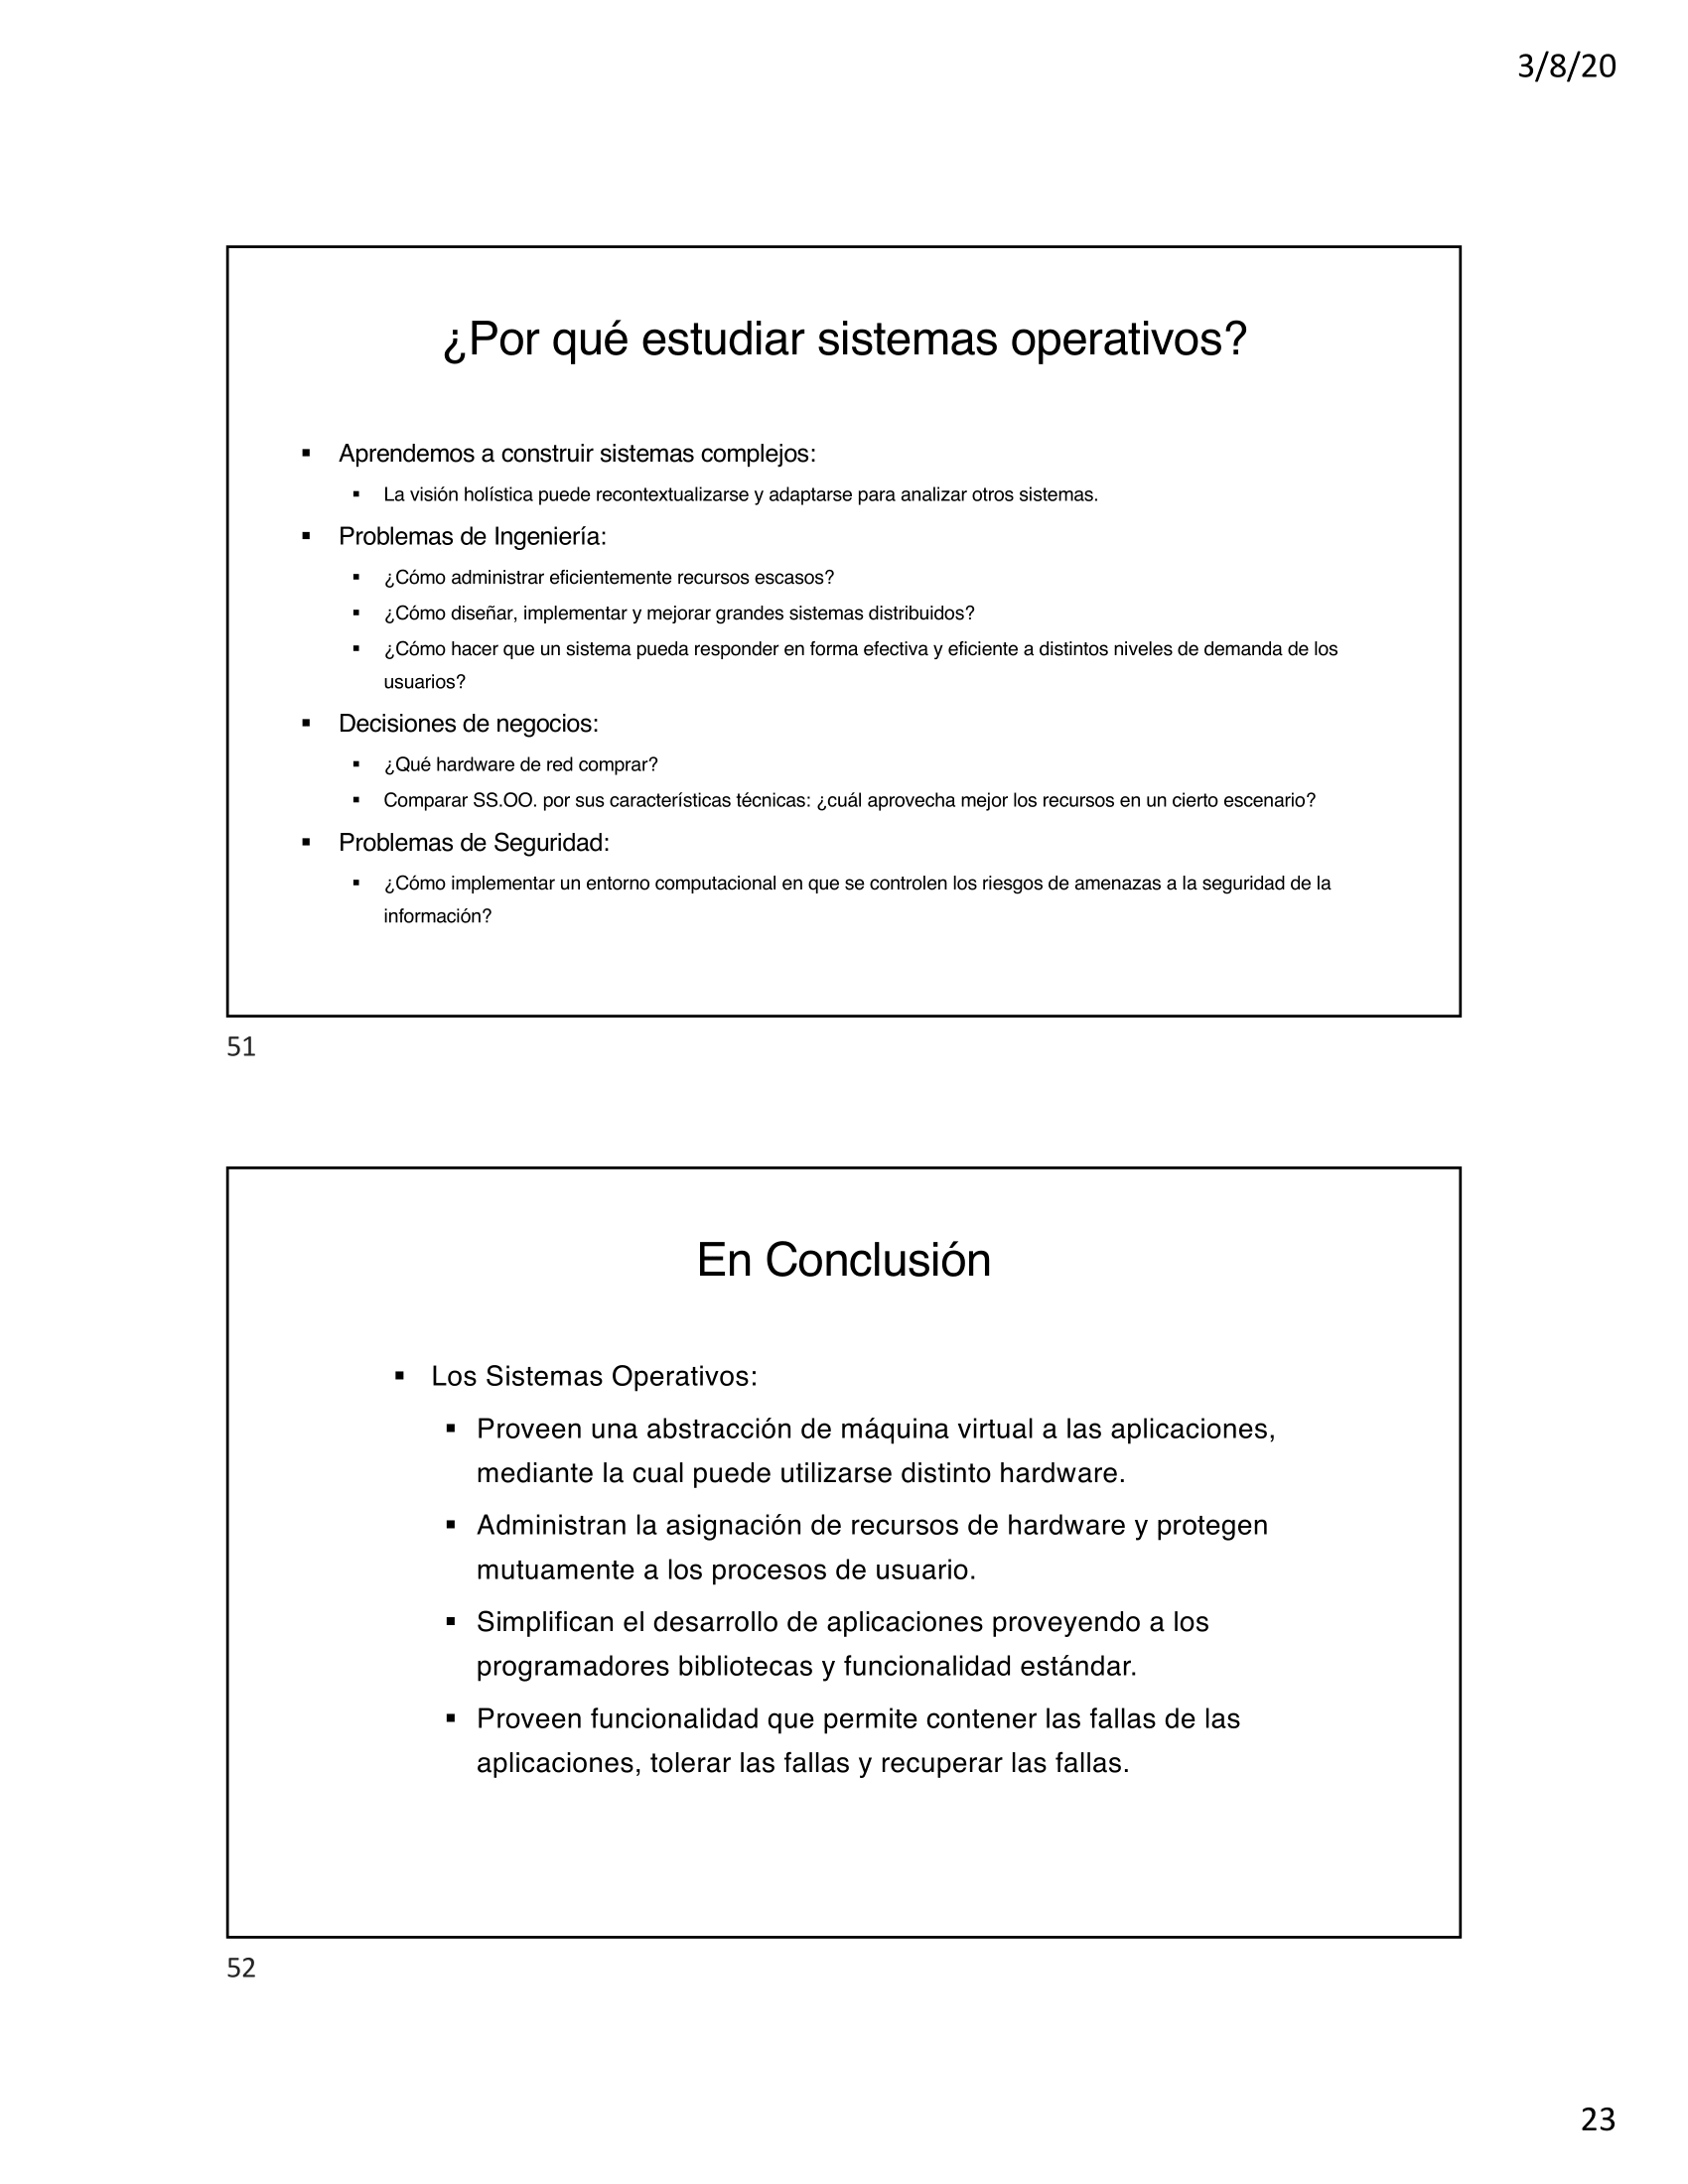 3/8/20
¿Por qué estudiar sistemas operativos?
▪ Aprendemos a construir sistemas complejos:
▪ La visión holística puede recontextualizarse y adaptarse para analizar otros sistemas.
▪ Problemas de Ingeniería:
▪ ¿Cómo administrar eficientemente recursos escasos?
▪ ¿Cómo diseñar, implementar y mejorar grandes sistemas distribuidos?
▪ ¿Cómo hacer que un sistema pueda responder en forma efectiva y eficiente a distintos niveles de demanda de los
usuarios?
▪ Decisiones de negocios:
▪ ¿Qué hardware de red comprar?
▪ Comparar SS.OO. por sus características técnicas: ¿cuál aprovecha mejor los recursos en un cierto escenario?
▪ Problemas de Seguridad:
▪ ¿Cómo implementar un entorno computacional en que se controlen los riesgos de amenazas a la seguridad de la
información?
51
En Conclusión
▪ Los Sistemas Operativos:
▪ Proveen una abstracción de máquina virtual a las aplicaciones,
mediante la cual puede utilizarse distinto hardware.
▪ Administran la asignación de recursos de hardware y protegen
mutuamente a los procesos de usuario.
▪ Simplifican el desarrollo de aplicaciones proveyendo a los
programadores bibliotecas y funcionalidad estándar.
▪ Proveen funcionalidad que permite contener las fallas de las
aplicaciones, tolerar las fallas y recuperar las fallas.
52
23